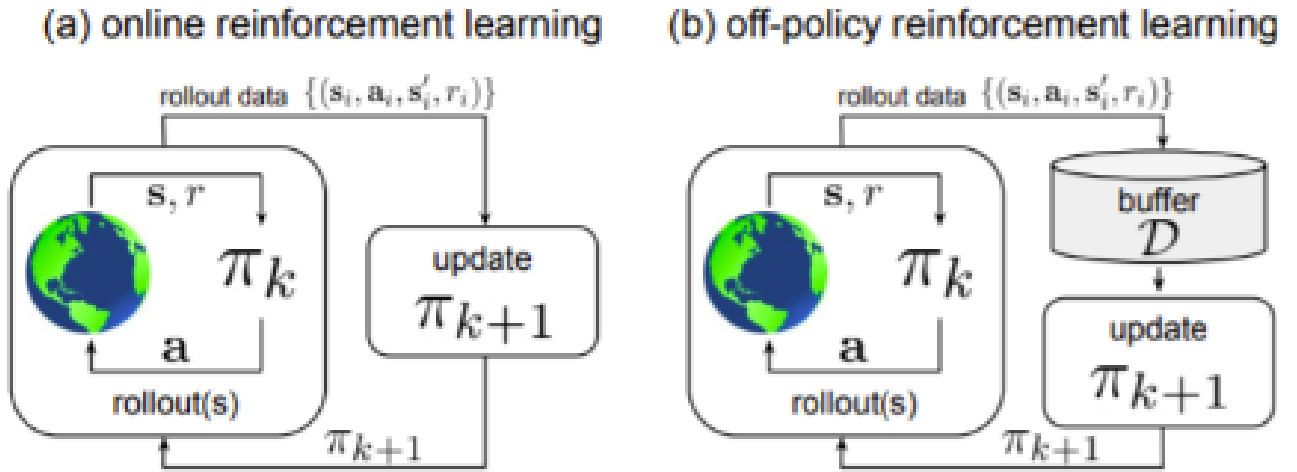 (a) online reinforcement learning
rollout data {(s_i, a_i, s'_i, r_i)}
s, r
π_k
a
rollout(s)
update
π_{k+1}
π_{k+1}
(b) off-policy reinforcement learning
rollout data {(s_i, a_i, s'_i, r_i)}
s, r
π_k
a
rollout(s)
buffer
𝒟
update
π_{k+1}
π_{k+1}